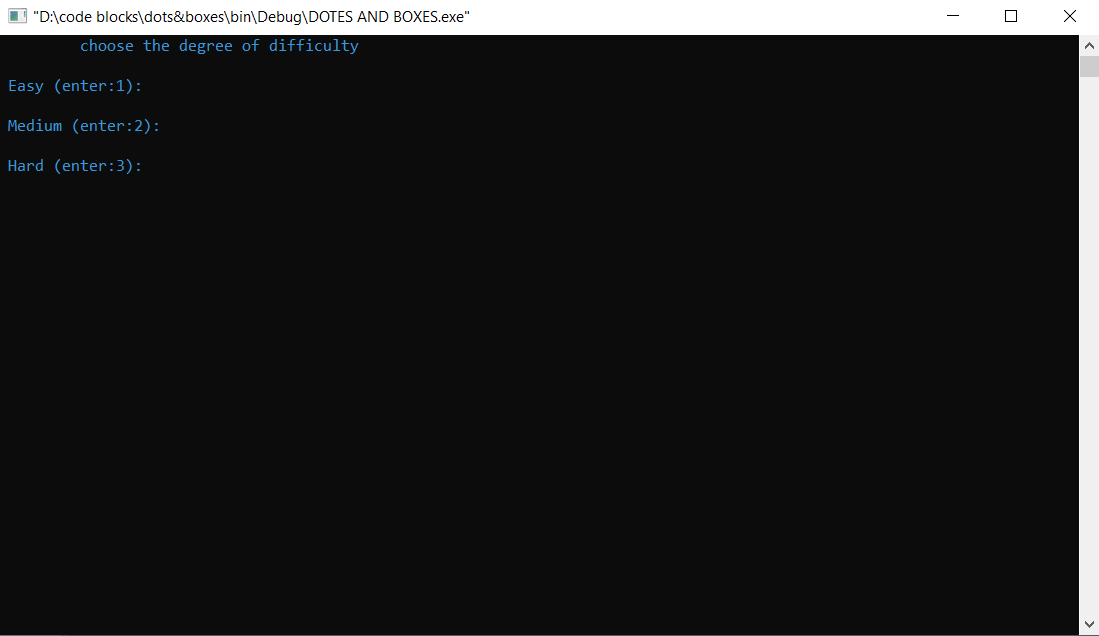 "D:\code blocks\dots&boxes\bin\Debug\DOTES AND BOXES.exe"
choose the degree of difficulty
Easy (enter:1):
Medium (enter:2):
Hard (enter:3):